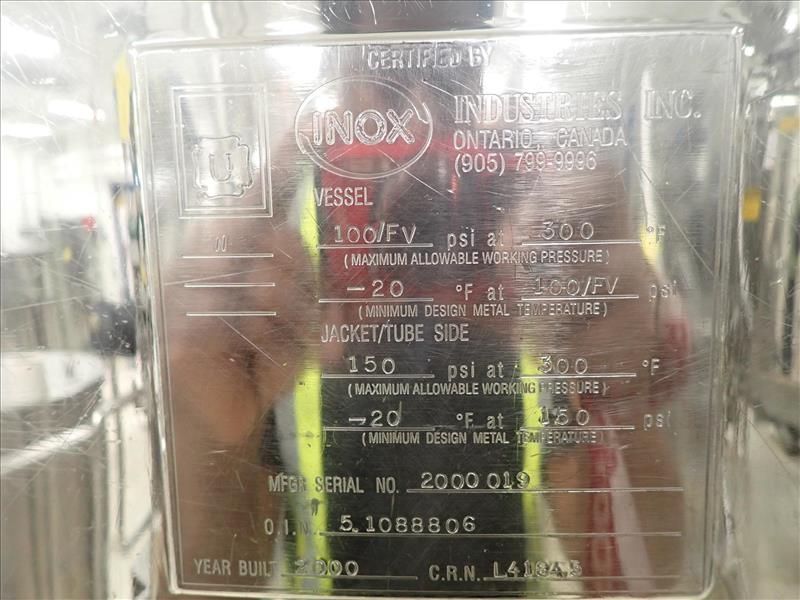 CERTIFIED BY
INOX INDUSTRIES INC.
ONTARIO, CANADA
(905) 799-9996
U
VESSEL
W
100/FV psi at 300 °F
(MAXIMUM ALLOWABLE WORKING PRESSURE)
-20 °F at 100/FV psi
(MINIMUM DESIGN METAL TEMPERATURE)
JACKET/TUBE SIDE
150 psi at 300 °F
(MAXIMUM ALLOWABLE WORKING PRESSURE)
-20 °F at 150 psi
(MINIMUM DESIGN METAL TEMPERATURE)
MFGR SERIAL NO. 2000 019
O.I.N. 5.1088806
YEAR BUILT 2000 C.R.N.